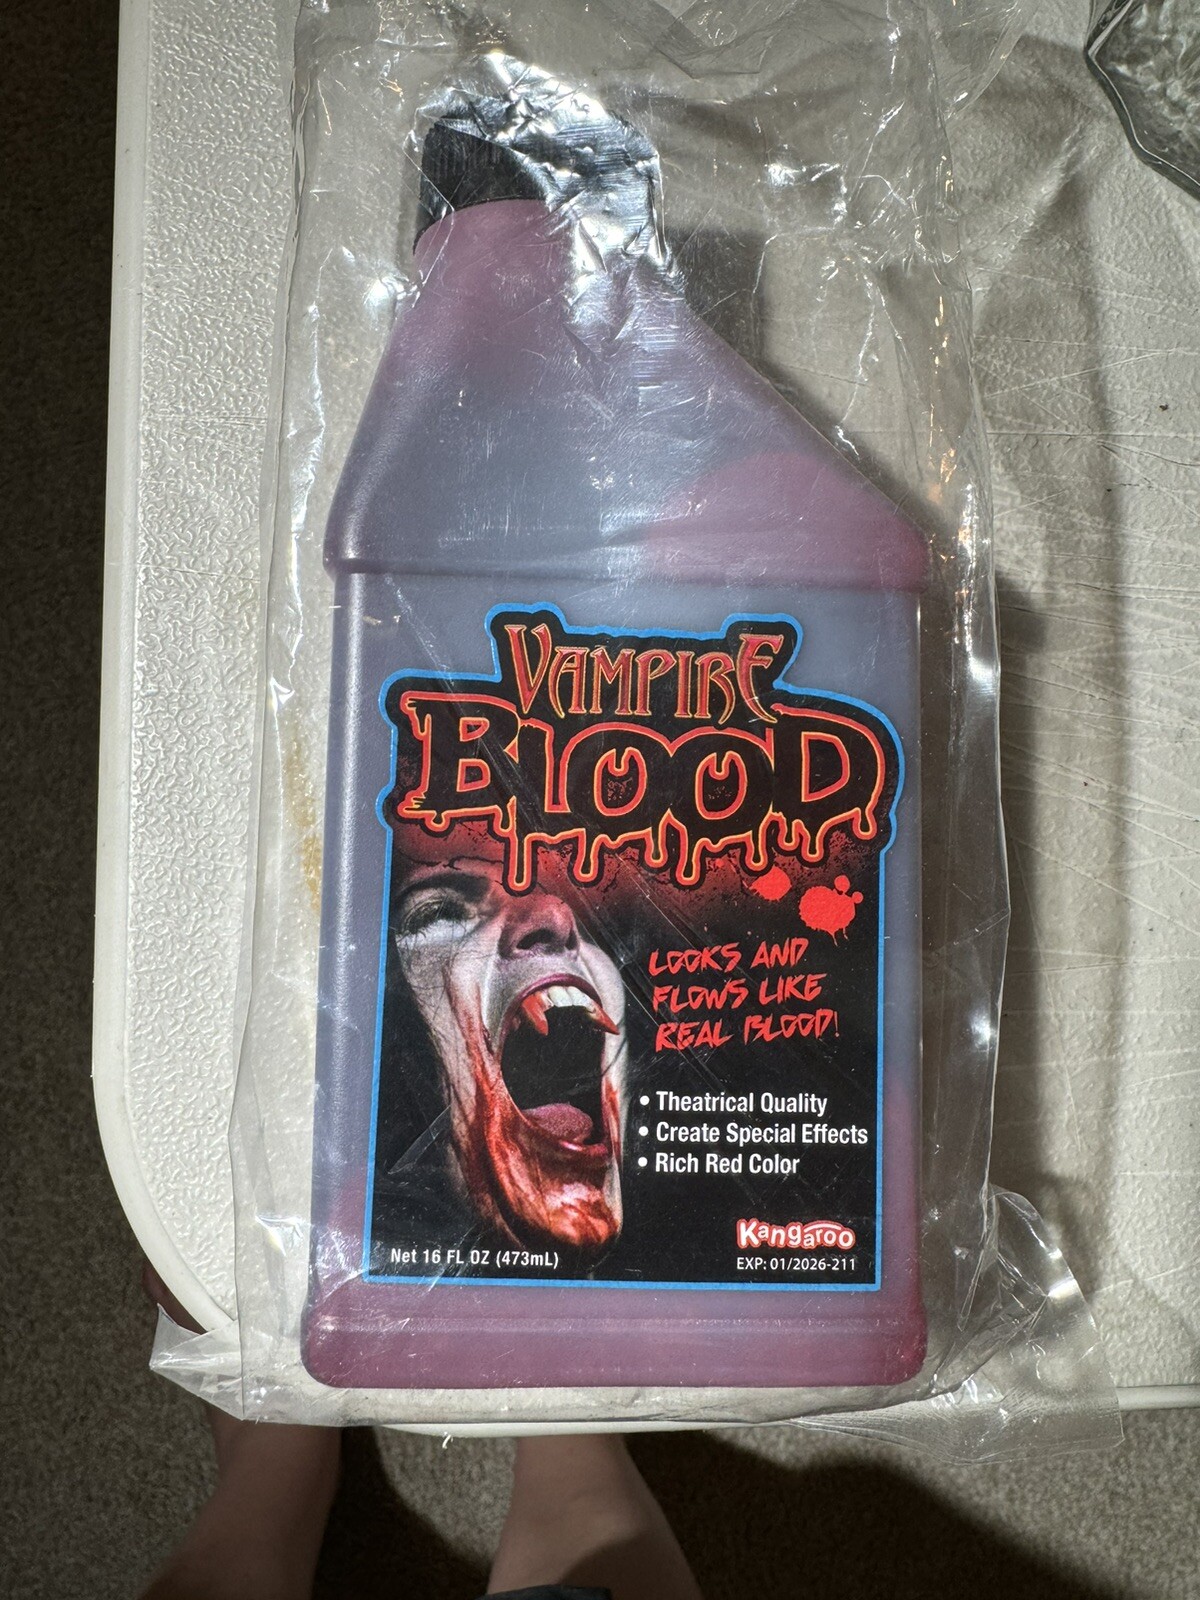 VAMPIRE
BLOOD
LOOKS AND
FLOWS LIKE
REAL BLOOD!
• Theatrical Quality
• Create Special Effects
• Rich Red Color
Kangaroo
Net 16 FL OZ (473mL)
EXP: 01/2026-211